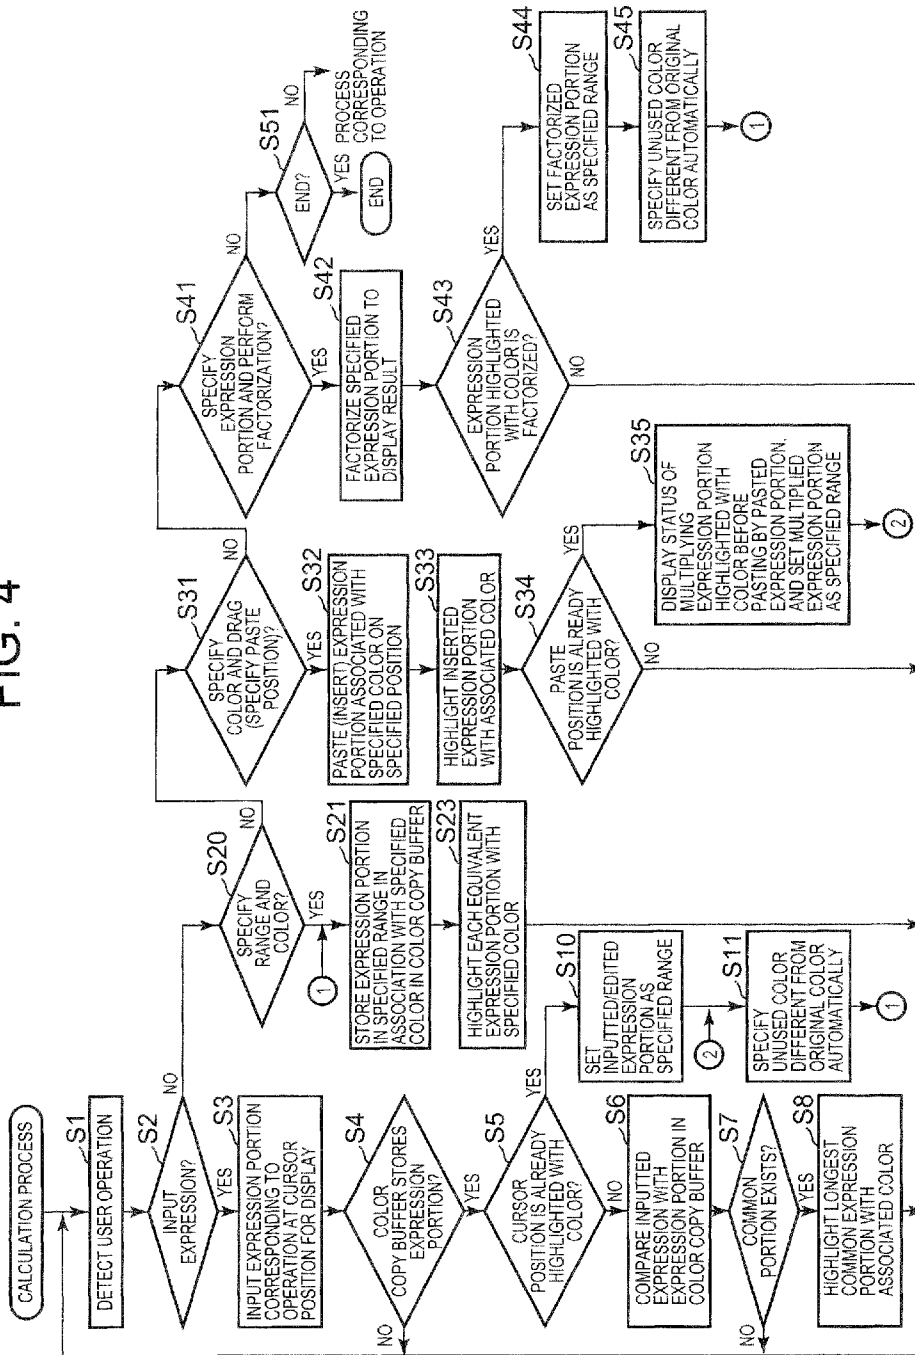 FIG. 4
CALCULATION PROCESS
S1
DETECT USER OPERATION
S2
INPUT
EXPRESSION?
NO
YES
S3
INPUT EXPRESSION PORTION
CORRESPONDING TO
OPERATION AT CURSOR
POSITION FOR DISPLAY
S4
COLOR
COPY BUFFER STORES
EXPRESSION
PORTION?
NO
YES
S5
CURSOR
POSITION IS ALREADY
HIGHLIGHTED WITH
COLOR?
YES
NO
S6
COMPARE INPUTTED
EXPRESSION WITH
EXPRESSION PORTION IN
COLOR COPY BUFFER
S7
COMMON
PORTION EXISTS?
NO
YES
S8
HIGHLIGHT LONGEST
COMMON EXPRESSION
PORTION WITH
ASSOCIATED COLOR
S10
SET
INPUTTED/EDITED
EXPRESSION
PORTION AS
SPECIFIED RANGE
2
S11
SPECIFY
UNUSED COLOR
DIFFERENT FROM
ORIGINAL COLOR
AUTOMATICALLY
1
S20
SPECIFY
RANGE AND
COLOR?
NO
YES
1
S21
STORE EXPRESSION PORTION
IN SPECIFIED RANGE IN
ASSOCIATION WITH SPECIFIED
COLOR IN COLOR COPY BUFFER
S23
HIGHLIGHT EACH EQUIVALENT
EXPRESSION PORTION WITH
SPECIFIED COLOR
S31
SPECIFY
COLOR AND DRAG
(SPECIFY PASTE
POSITION)?
NO
YES
S32
PASTE (INSERT) EXPRESSION
PORTION ASSOCIATED WITH
SPECIFIED COLOR ON
SPECIFIED POSITION
S33
HIGHLIGHT INSERTED
EXPRESSION PORTION
WITH ASSOCIATED COLOR
S34
PASTE
POSITION IS ALREADY
HIGHLIGHTED WITH
COLOR?
YES
NO
S35
DISPLAY STATUS OF
MULTIPLYING
EXPRESSION PORTION
HIGHLIGHTED WITH
COLOR BEFORE
PASTING BY PASTED
EXPRESSION PORTION,
AND SET MULTIPLIED
EXPRESSION PORTION
AS SPECIFIED RANGE
2
S41
SPECIFY
EXPRESSION
PORTION AND PERFORM
FACTORIZATION?
NO
YES
S42
FACTORIZE SPECIFIED
EXPRESSION PORTION TO
DISPLAY RESULT
S43
EXPRESSION
PORTION HIGHLIGHTED
WITH COLOR IS
FACTORIZED?
YES
NO
S44
SET FACTORIZED
EXPRESSION PORTION
AS SPECIFIED RANGE
S45
SPECIFY UNUSED COLOR
DIFFERENT FROM ORIGINAL
COLOR AUTOMATICALLY
1
S51
END?
NO
YES
PROCESS
CORRESPONDING
TO OPERATION
END